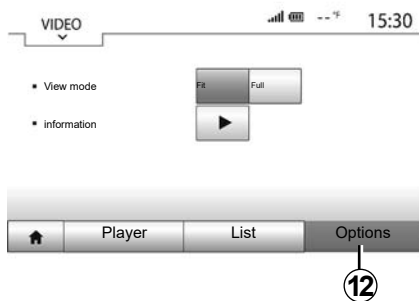 VIDEO
--°F 15:30
▪ View mode Fit Full
▪ information
Player List Options
12